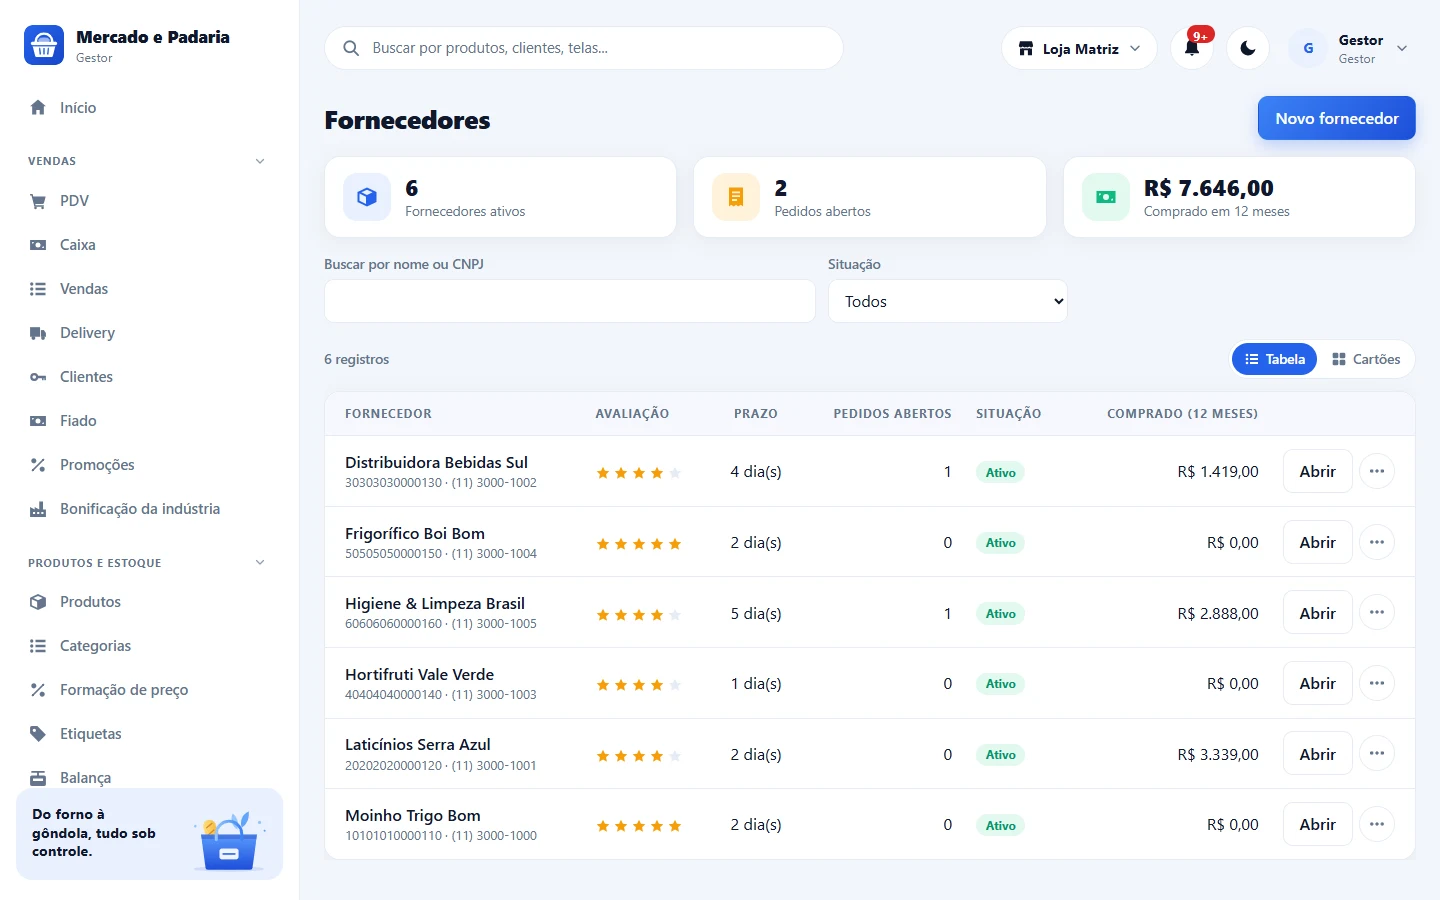 Mercado e Padaria
Gestor
Início
VENDAS
PDV
Caixa
Vendas
Delivery
Clientes
Fiado
Promoções
Bonificação da indústria
PRODUTOS E ESTOQUE
Produtos
Categorias
Formação de preço
Etiquetas
Balança
Do forno à
gôndola, tudo sob
controle.
Buscar por produtos, clientes, telas...
Loja Matriz
9+
G
Gestor
Gestor
Fornecedores
Novo fornecedor
6
Fornecedores ativos
2
Pedidos abertos
R$ 7.646,00
Comprado em 12 meses
Buscar por nome ou CNPJ
Situação
Todos
6 registros
Tabela
Cartões
FORNECEDOR AVALIAÇÃO PRAZO PEDIDOS ABERTOS SITUAÇÃO COMPRADO (12 MESES)
Distribuidora Bebidas Sul
30303030000130 · (11) 3000-1002
4 dia(s) 1 Ativo R$ 1.419,00 Abrir
Frigorífico Boi Bom
50505050000150 · (11) 3000-1004
2 dia(s) 0 Ativo R$ 0,00 Abrir
Higiene & Limpeza Brasil
60606060000160 · (11) 3000-1005
5 dia(s) 1 Ativo R$ 2.888,00 Abrir
Hortifruti Vale Verde
40404040000140 · (11) 3000-1003
1 dia(s) 0 Ativo R$ 0,00 Abrir
Laticínios Serra Azul
20202020000120 · (11) 3000-1001
2 dia(s) 0 Ativo R$ 3.339,00 Abrir
Moinho Trigo Bom
10101010000110 · (11) 3000-1000
2 dia(s) 0 Ativo R$ 0,00 Abrir